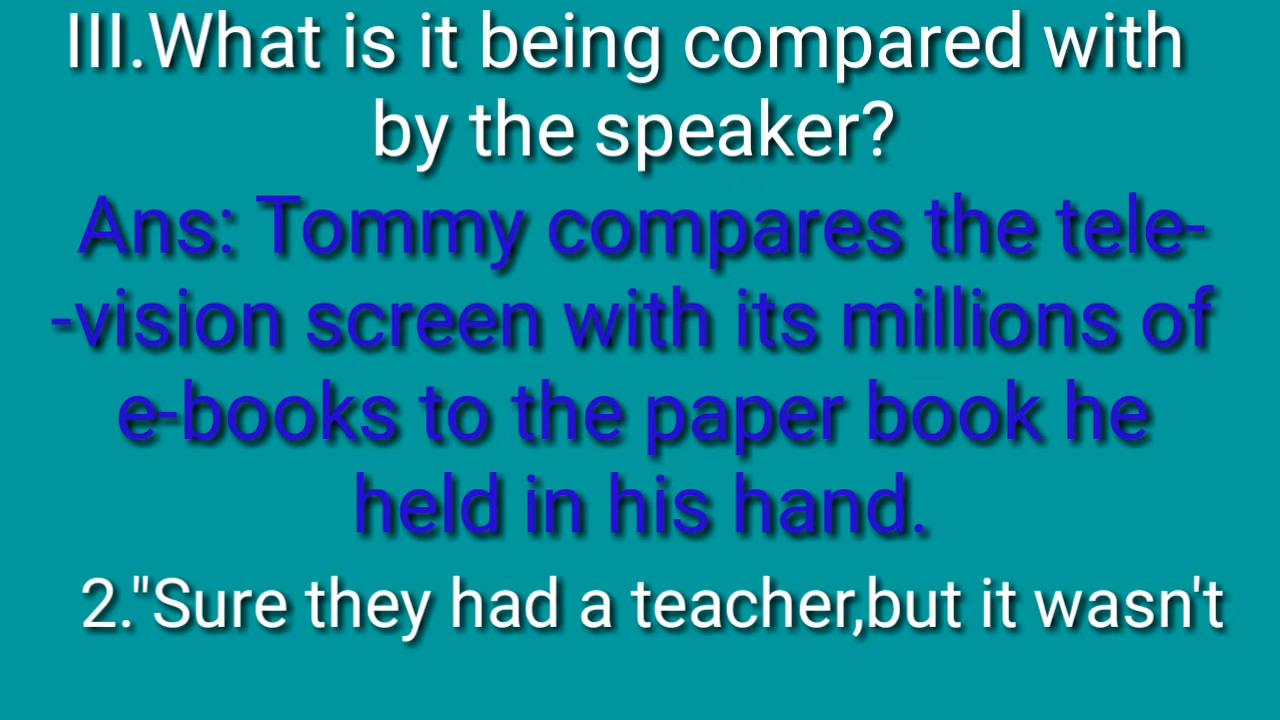 III.What is it being compared with
by the speaker?
Ans: Tommy compares the tele-
-vision screen with its millions of
e-books to the paper book he
held in his hand.
2."Sure they had a teacher,but it wasn't